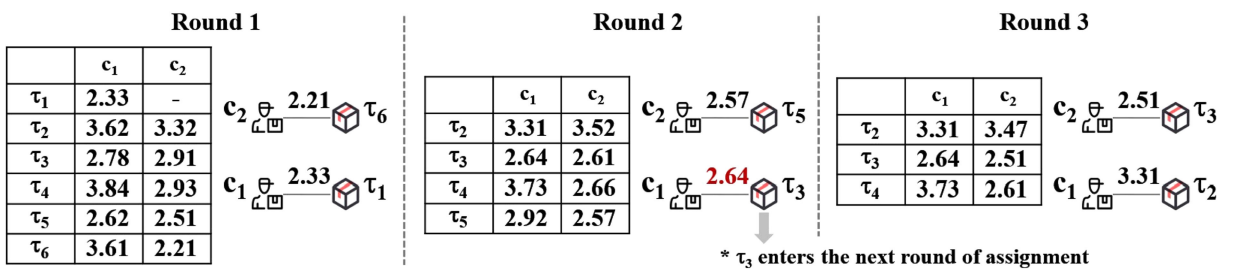 Round 1
c₁ c₂
τ₁ 2.33 -
τ₂ 3.62 3.32
τ₃ 2.78 2.91
τ₄ 3.84 2.93
τ₅ 2.62 2.51
τ₆ 3.61 2.21
c₂ 2.21 τ₆
c₁ 2.33 τ₁
Round 2
c₁ c₂
τ₂ 3.31 3.52
τ₃ 2.64 2.61
τ₄ 3.73 2.66
τ₅ 2.92 2.57
c₂ 2.57 τ₅
c₁ 2.64 τ₃
* τ₃ enters the next round of assignment
Round 3
c₁ c₂
τ₂ 3.31 3.47
τ₃ 2.64 2.51
τ₄ 3.73 2.61
c₂ 2.51 τ₃
c₁ 3.31 τ₂